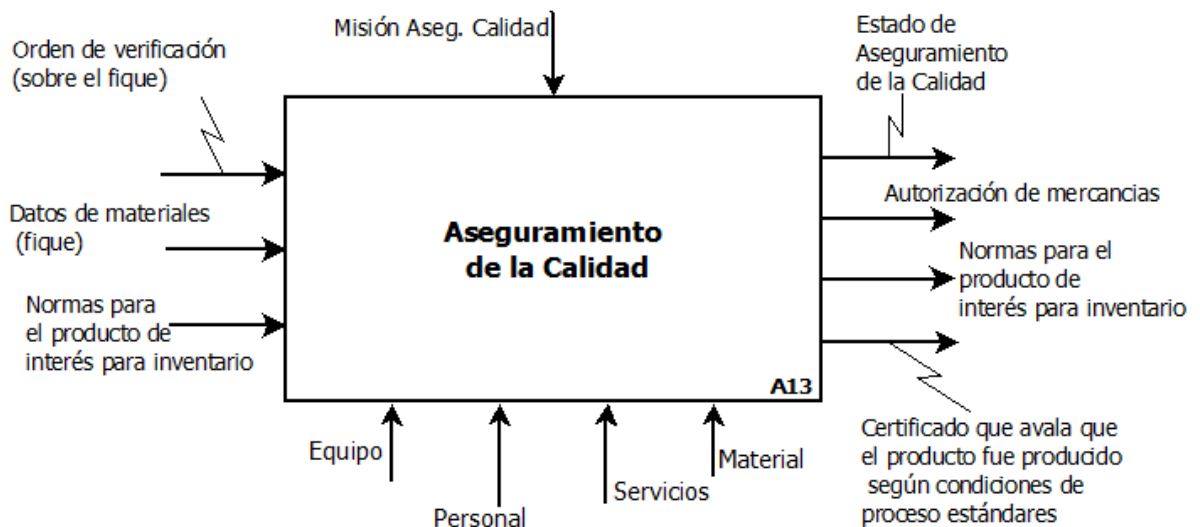 Misión Aseg. Calidad
Orden de verificación
(sobre el fique)
Datos de materiales
(fique)
Normas para
el producto de
interés para inventario
Aseguramiento
de la Calidad
A13
Estado de
Aseguramiento
de la Calidad
Autorización de mercancias
Normas para el
producto de
interés para inventario
Certificado que avala que
el producto fue producido
según condiciones de
proceso estándares
Equipo
Personal
Servicios
Material